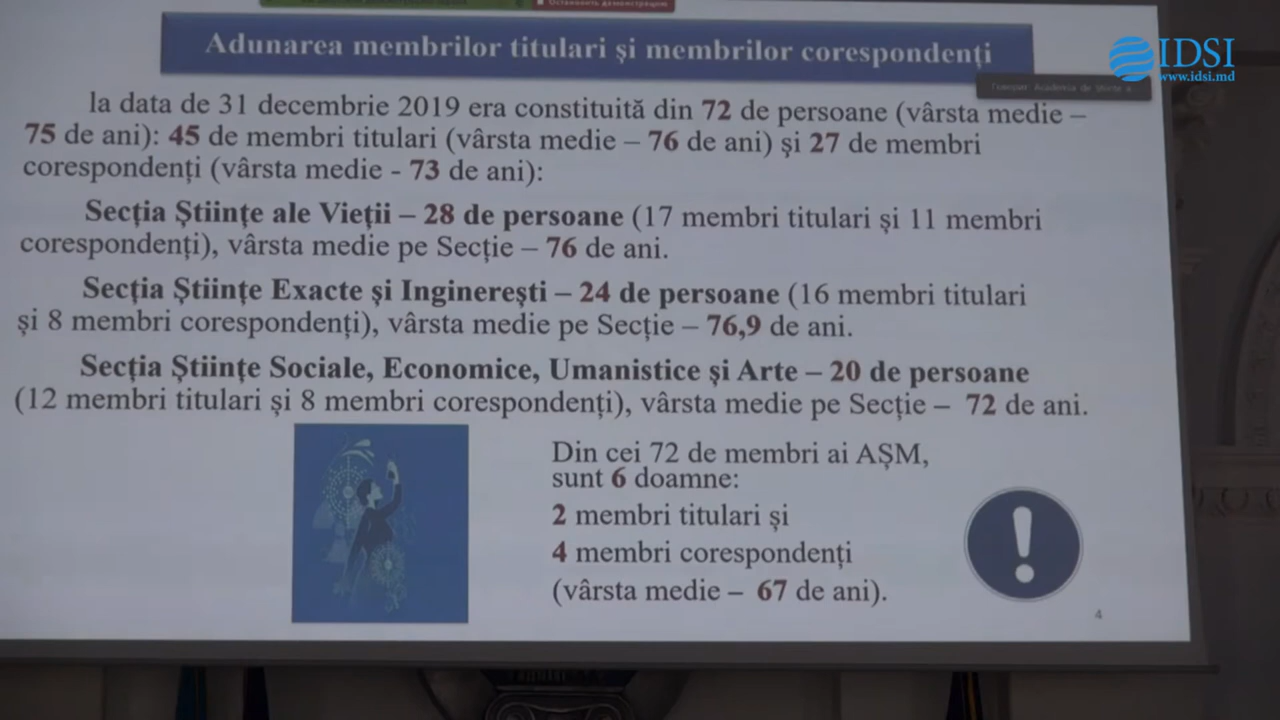 Остановить демонстрацию
Adunarea membrilor titulari și membrilor corespondenți
IDSI
www.idsi.md
la data de 31 decembrie 2019 era constituită din 72 de persoane (vârsta medie –
75 de ani): 45 de membri titulari (vârsta medie – 76 de ani) și 27 de membri
corespondenți (vârsta medie - 73 de ani):
Secția Științe ale Vieții – 28 de persoane (17 membri titulari și 11 membri
corespondenți), vârsta medie pe Secție – 76 de ani.
Secția Științe Exacte și Inginerești – 24 de persoane (16 membri titulari
și 8 membri corespondenți), vârsta medie pe Secție – 76,9 de ani.
Secția Științe Sociale, Economice, Umanistice și Arte – 20 de persoane
(12 membri titulari și 8 membri corespondenți), vârsta medie pe Secție – 72 de ani.
Din cei 72 de membri ai AȘM,
sunt 6 doamne:
2 membri titulari și
4 membri corespondenți
(vârsta medie – 67 de ani).
4